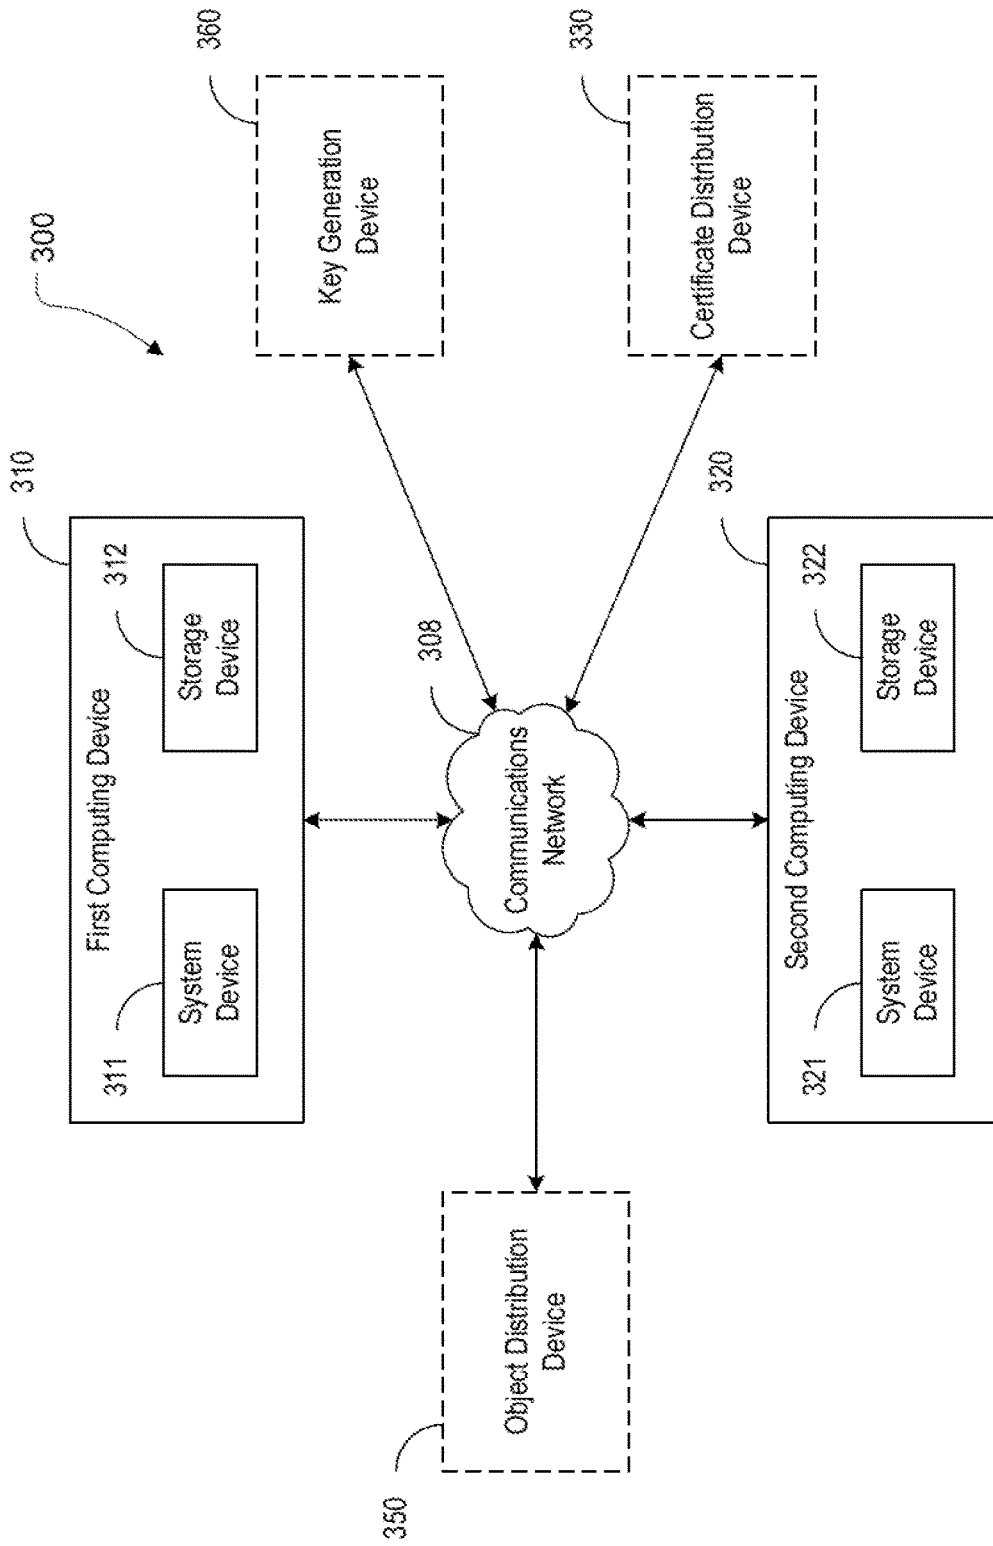 300
310
First Computing Device
311
System
Device
312
Storage
Device
360
Key Generation
Device
350
Object Distribution
Device
308
Communications
Network
330
Certificate Distribution
Device
320
Second Computing Device
321
System
Device
322
Storage
Device